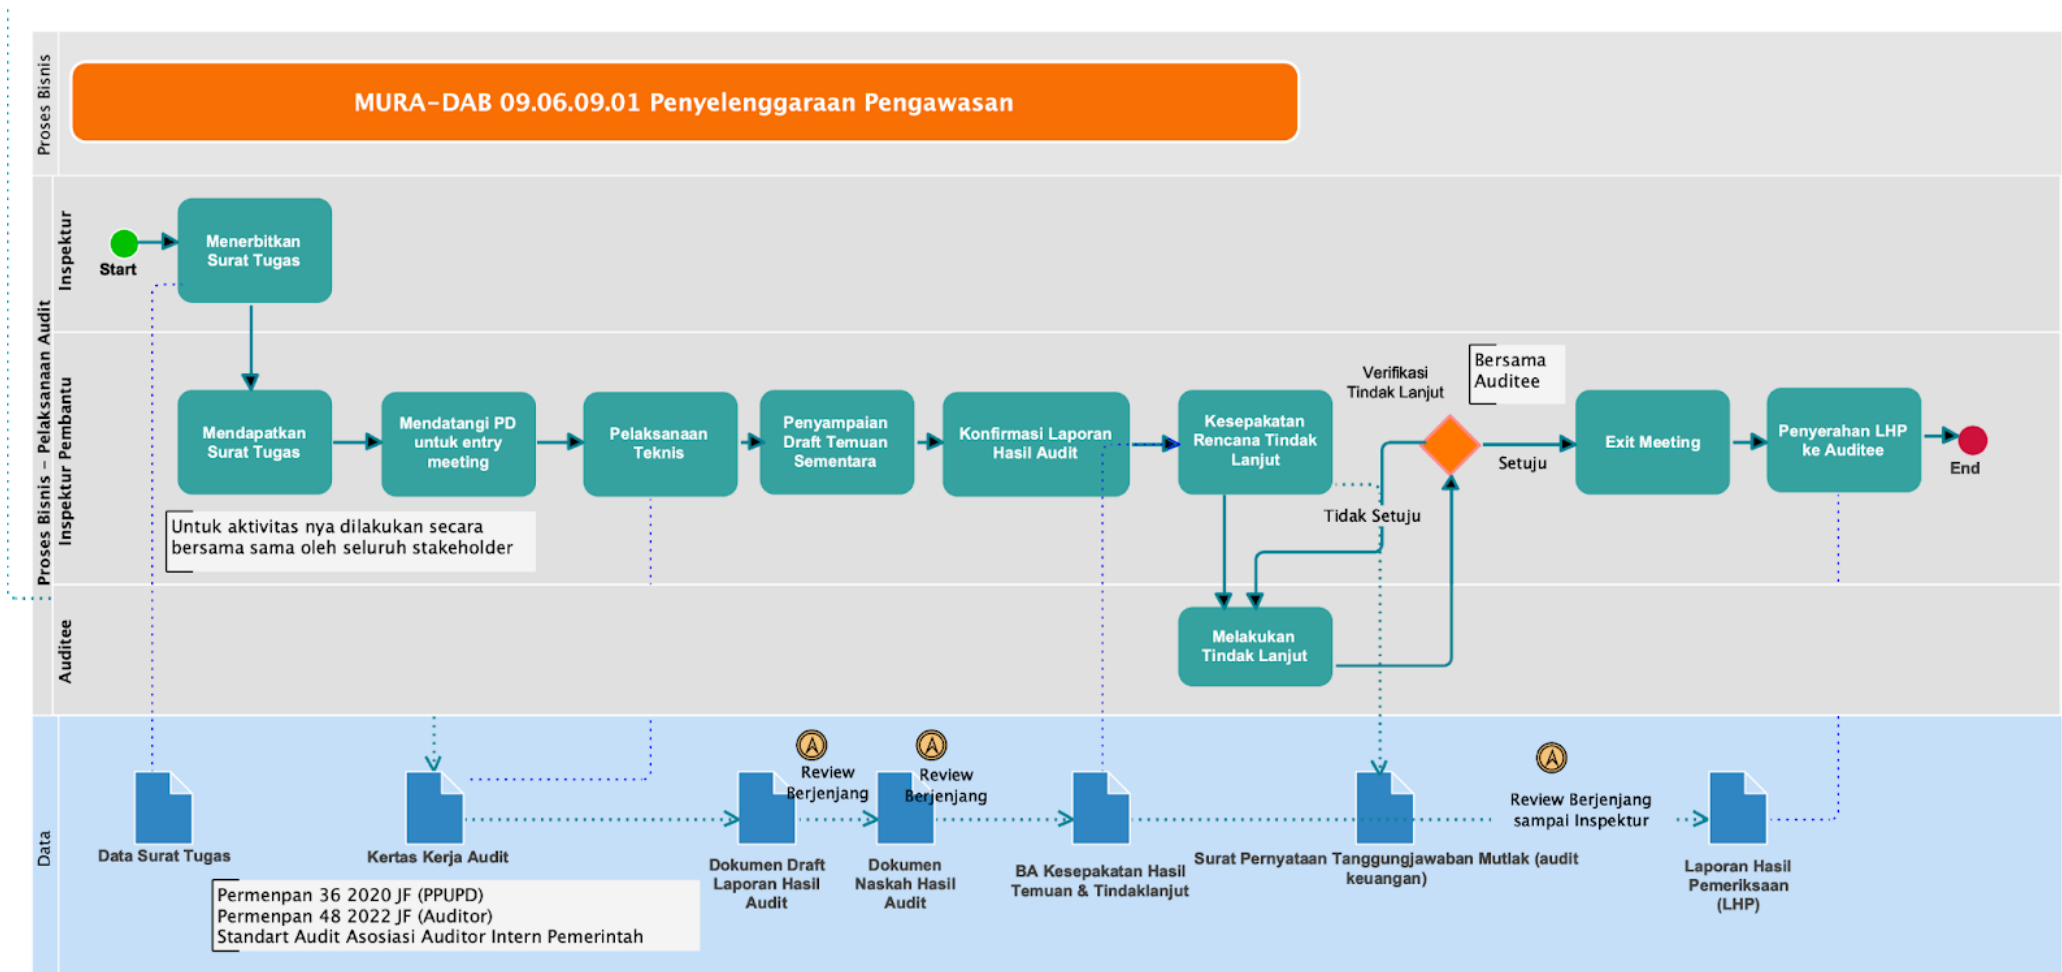 Proses Bisnis
MURA-DAB 09.06.09.01 Penyelenggaraan Pengawasan
Proses Bisnis - Pelaksanaan Audit
Inspektur
Start
Menerbitkan
Surat Tugas
Inspektur Pembantu
Mendapatkan
Surat Tugas
Mendatangi PD
untuk entry
meeting
Pelaksanaan
Teknis
Penyampaian
Draft Temuan
Sementara
Konfirmasi Laporan
Hasil Audit
Kesepakatan
Rencana Tindak
Lanjut
Verifikasi
Tindak Lanjut
Bersama
Auditee
Setuju
Tidak Setuju
Exit Meeting
Penyerahan LHP
ke Auditee
End
Untuk aktivitas nya dilakukan secara
bersama sama oleh seluruh stakeholder
Auditee
Melakukan
Tindak Lanjut
Data
Data Surat Tugas
Kertas Kerja Audit
Review
Berjenjang
Dokumen Draft
Laporan Hasil
Audit
Review
Berjenjang
Dokumen
Naskah Hasil
Audit
BA Kesepakatan Hasil
Temuan & Tindaklanjut
Surat Pernyataan Tanggungjawaban Mutlak (audit
keuangan)
Review Berjenjang
sampai Inspektur
Laporan Hasil
Pemeriksaan
(LHP)
Permenpan 36 2020 JF (PPUPD)
Permenpan 48 2022 JF (Auditor)
Standart Audit Asosiasi Auditor Intern Pemerintah